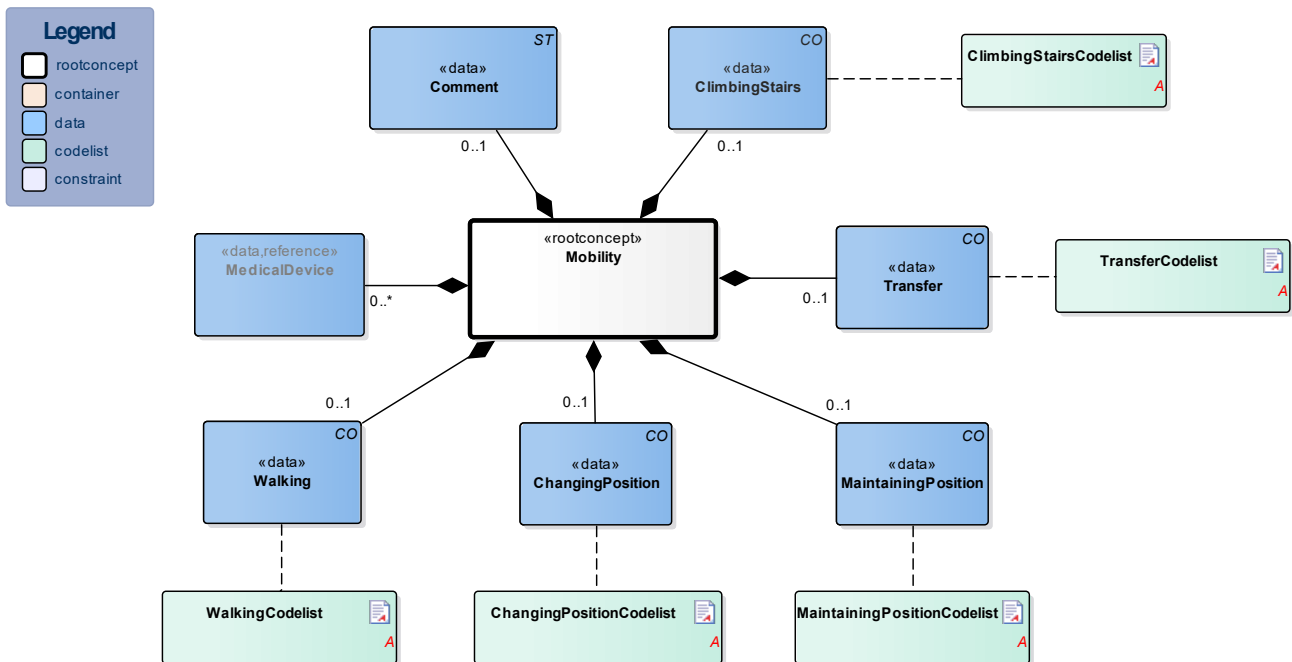 Legend
rootconcept
container
data
codelist
constraint
ST
«data»
Comment
0..1
CO
«data»
ClimbingStairs
0..1
ClimbingStairsCodelist
A
«data,reference»
MedicalDevice
0..*
«rootconcept»
Mobility
CO
«data»
Transfer
0..1
TransferCodelist
A
0..1
CO
«data»
Walking
0..1
CO
«data»
ChangingPosition
0..1
CO
«data»
MaintainingPosition
WalkingCodelist
A
ChangingPositionCodelist
A
MaintainingPositionCodelist
A